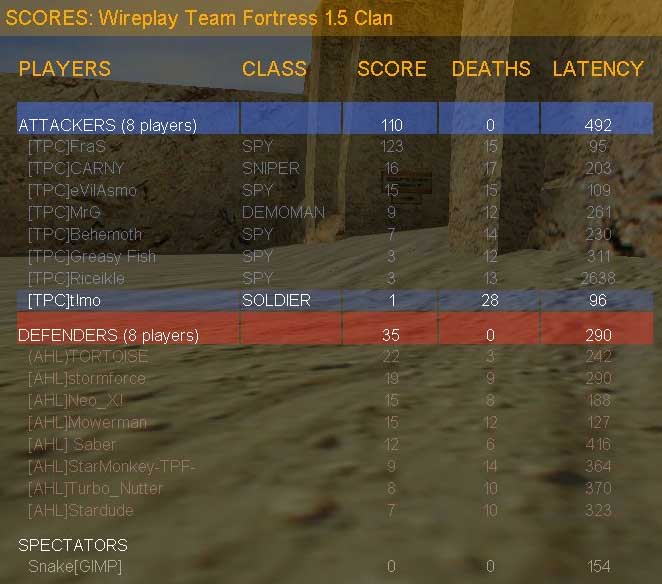 SCORES: Wireplay Team Fortress 1.5 Clan
PLAYERS CLASS SCORE DEATHS LATENCY
ATTACKERS (8 players) 110 0 492
[TPC]FraS SPY 123 15 95
[TPC]CARNY SNIPER 16 17 203
[TPC]eVilAsmo SPY 15 15 109
[TPC]MrG DEMOMAN 9 12 261
[TPC]Behemoth SPY 7 14 230
[TPC]Greasy Fish SPY 3 12 311
[TPC]Riceikle SPY 3 13 2638
[TPC]t!mo SOLDIER 1 28 96
DEFENDERS (8 players) 35 0 290
(AHL)TORTOISE 22 3 242
[AHL]stormforce 19 9 290
[AHL]Neo_X! 15 8 188
[AHL]Mowerman 15 12 127
[AHL] Saber 12 6 416
[AHL]StarMonkey-TPF- 9 14 364
[AHL]Turbo_Nutter 8 10 370
[AHL]Stardude 7 10 323
SPECTATORS
Snake[GIMP] 0 0 154